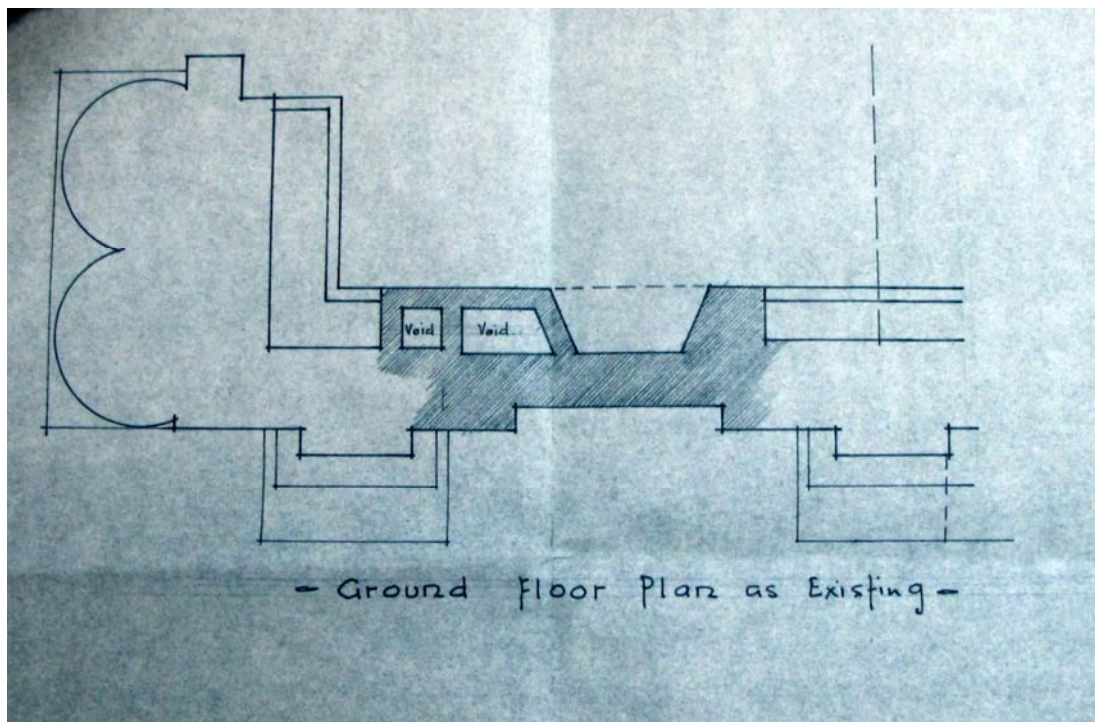 Void Void
- Ground Floor Plan as Existing -